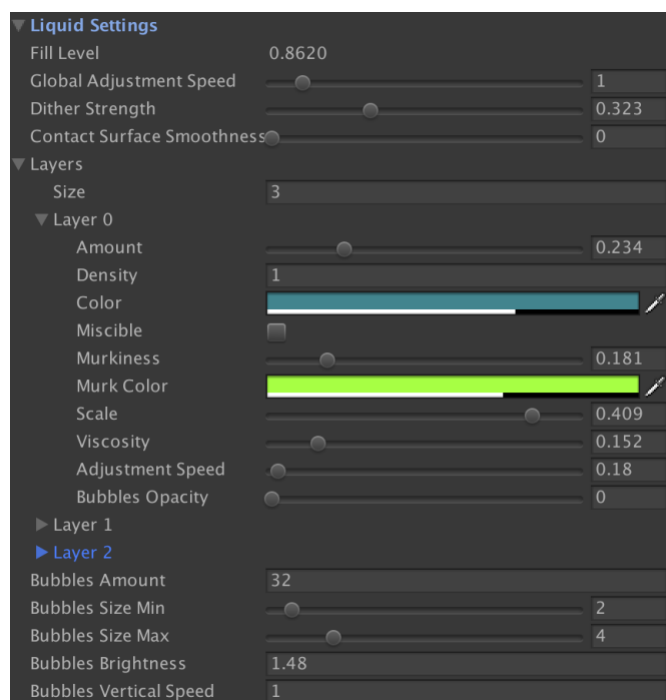 Liquid Settings
Fill Level 0.8620
Global Adjustment Speed 1
Dither Strength 0.323
Contact Surface Smoothness 0
Layers
Size 3
Layer 0
Amount 0.234
Density 1
Color
Miscible
Murkiness 0.181
Murk Color
Scale 0.409
Viscosity 0.152
Adjustment Speed 0.18
Bubbles Opacity 0
Layer 1
Layer 2
Bubbles Amount 32
Bubbles Size Min 2
Bubbles Size Max 4
Bubbles Brightness 1.48
Bubbles Vertical Speed 1